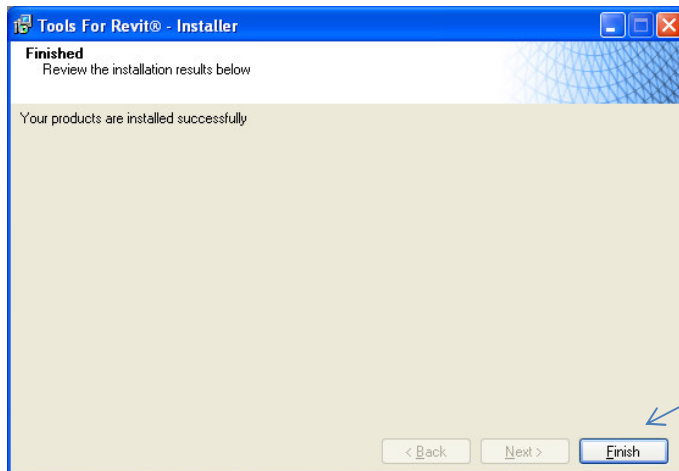 Tools For Revit® - Installer
Finished
Review the installation results below
Your products are installed successfully
< Back Next > Finish